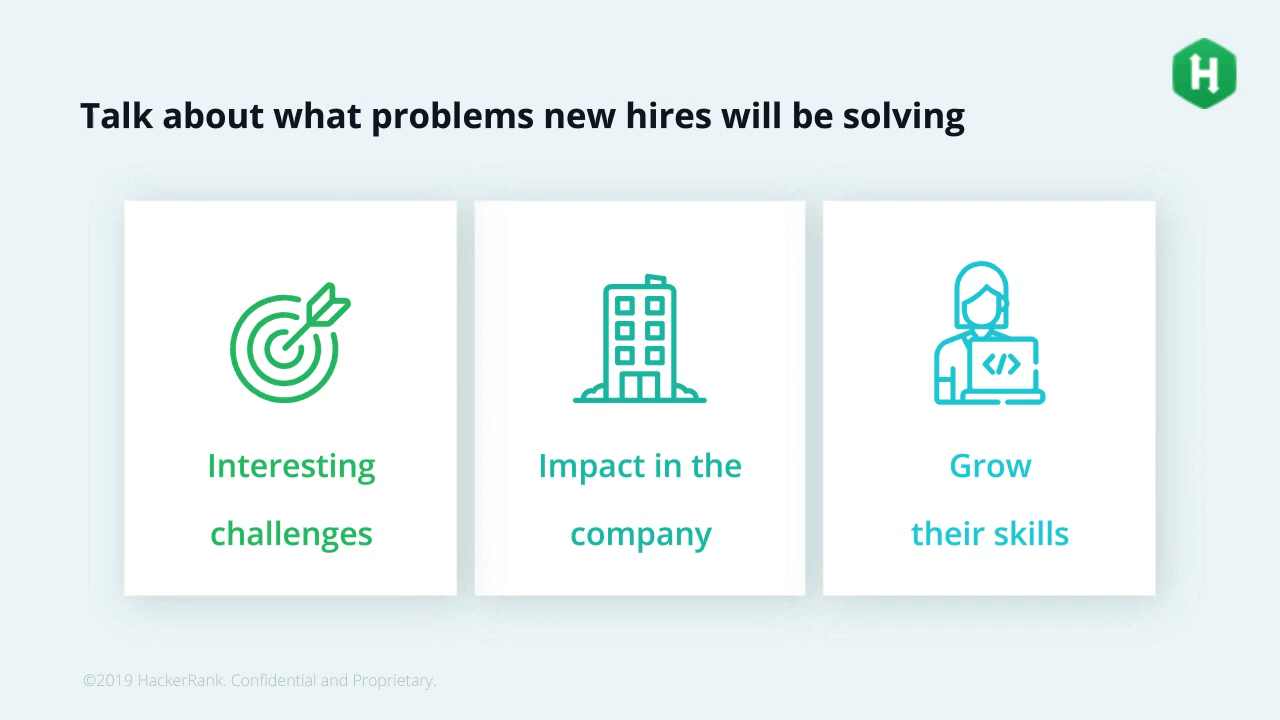 Talk about what problems new hires will be solving
Interesting
challenges
Impact in the
company
Grow
their skills
©2019 HackerRank. Confidential and Proprietary.